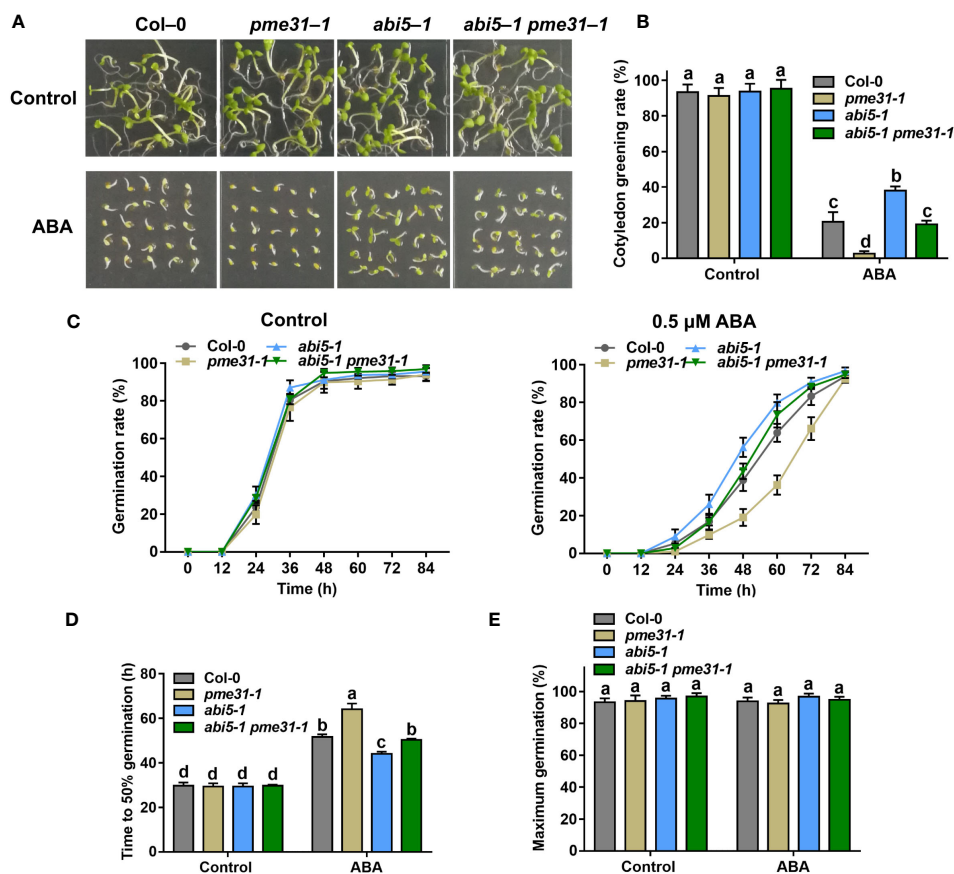 A
Col–0
pme31–1
abi5–1
abi5–1 pme31–1
Control
ABA
B
Cotyledon greening rate (%)
100
80
60
40
20
0
a
a
a
a
c
d
b
c
Col-0
pme31-1
abi5-1
abi5-1 pme31-1
Control
ABA
C
Control
Col-0
abi5-1
pme31-1
abi5-1 pme31-1
Germination rate (%)
100
80
60
40
20
0
0 12 24 36 48 60 72 84
Time (h)
0.5 μM ABA
Col-0
abi5-1
pme31-1
abi5-1 pme31-1
Germination rate (%)
100
80
60
40
20
0
0 12 24 36 48 60 72 84
Time (h)
D
Col-0
pme31-1
abi5-1
abi5-1 pme31-1
Time to 50% germination (h)
80
60
40
20
0
d
d
d
d
b
a
c
b
Control
ABA
E
Col-0
pme31-1
abi5-1
abi5-1 pme31-1
Maximum germination (%)
100
80
60
40
20
0
a
a
a
a
a
a
a
a
Control
ABA